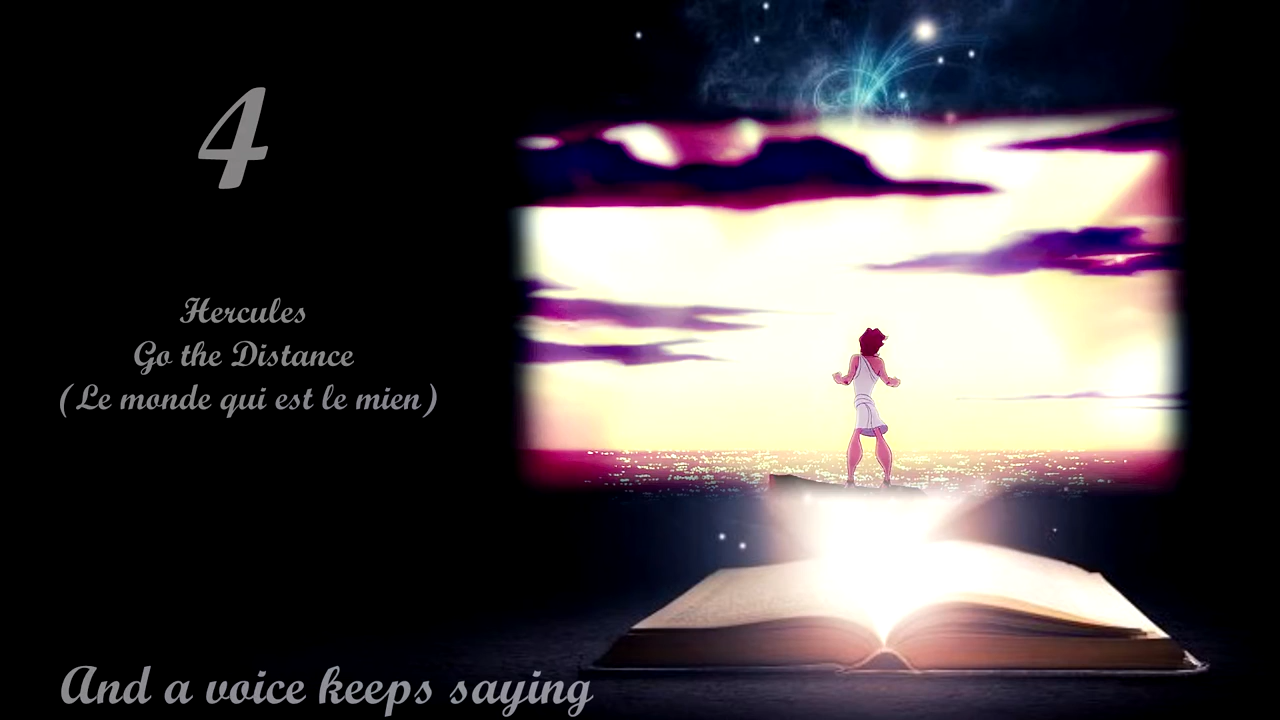 4
Hercules
Go the Distance
(Le monde qui est le mien)
And a voice keeps saying